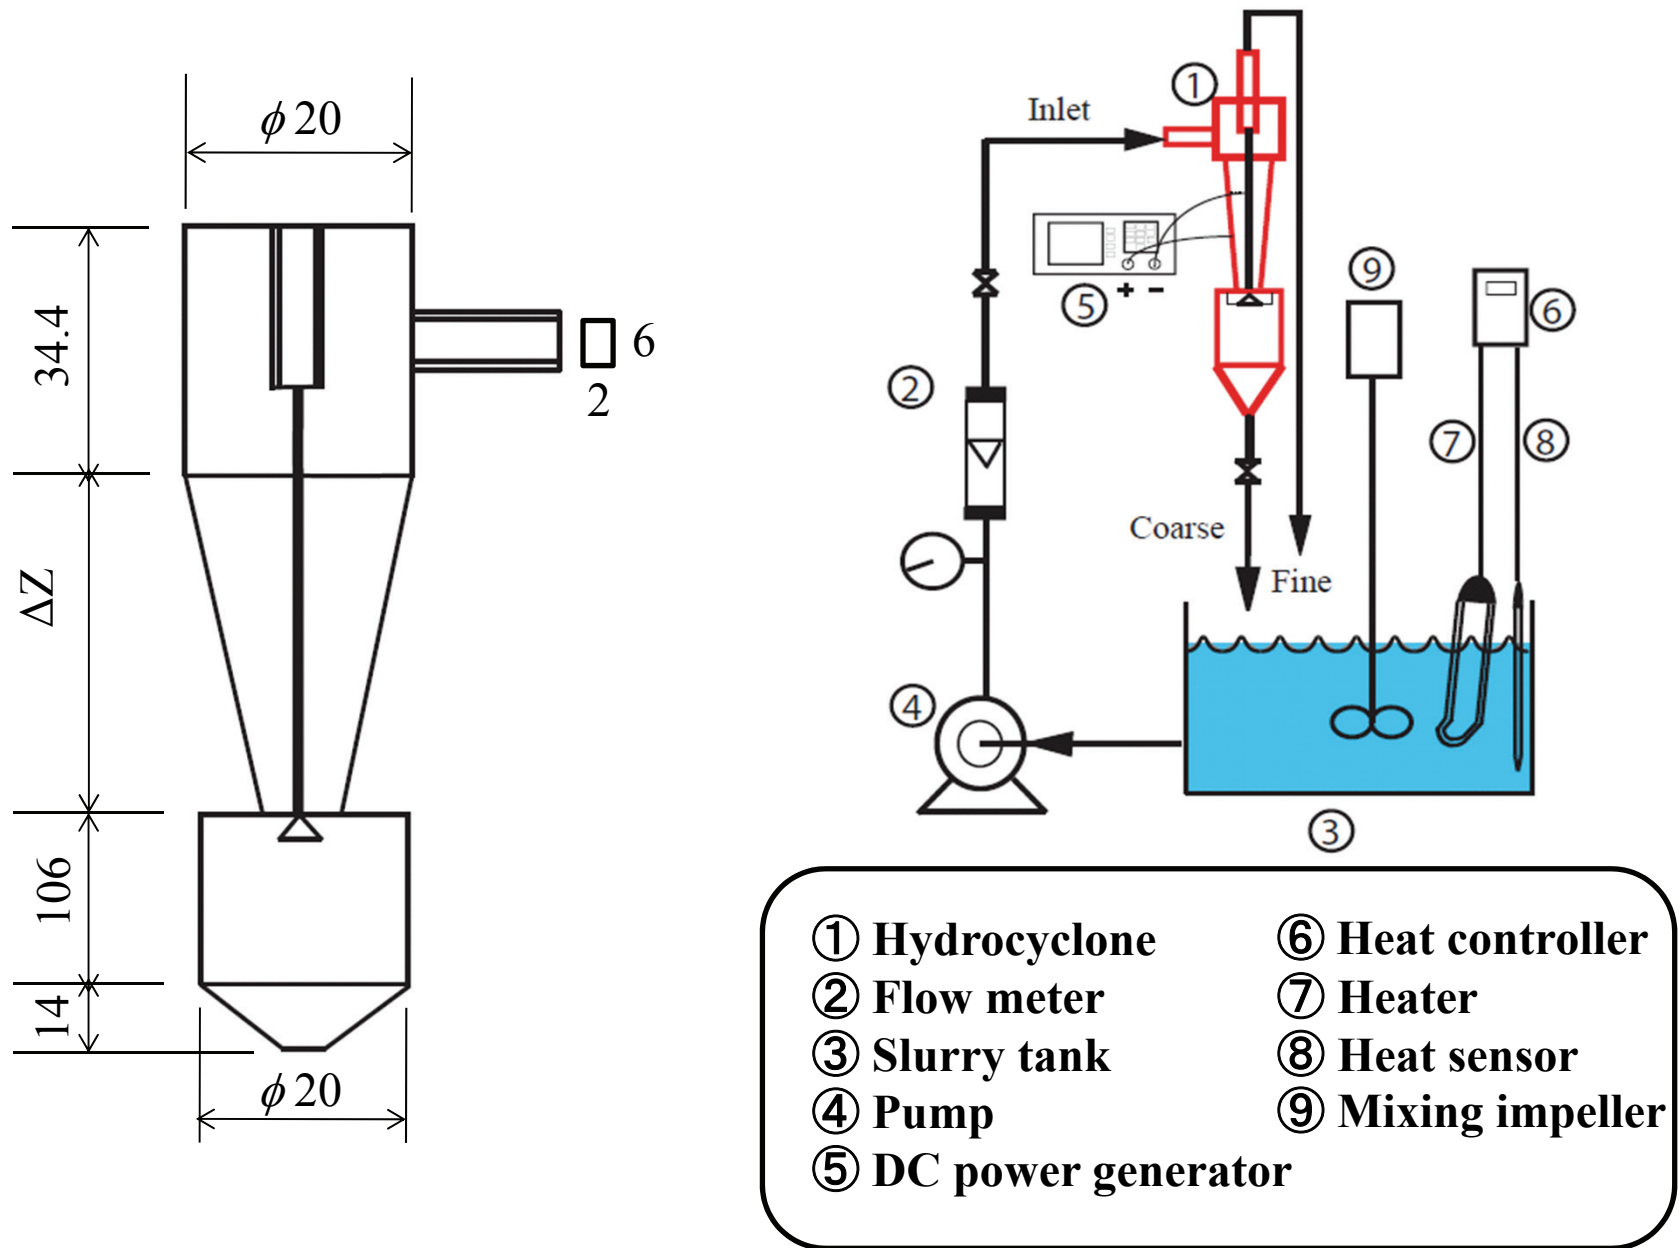 ϕ 20
34.4
6
2
ΔZ
106
14
ϕ 20
①
Inlet
⑤
+ −
②
⑨
⑥
⑦
⑧
Coarse
Fine
④
③
① Hydrocyclone
② Flow meter
③ Slurry tank
④ Pump
⑤ DC power generator
⑥ Heat controller
⑦ Heater
⑧ Heat sensor
⑨ Mixing impeller